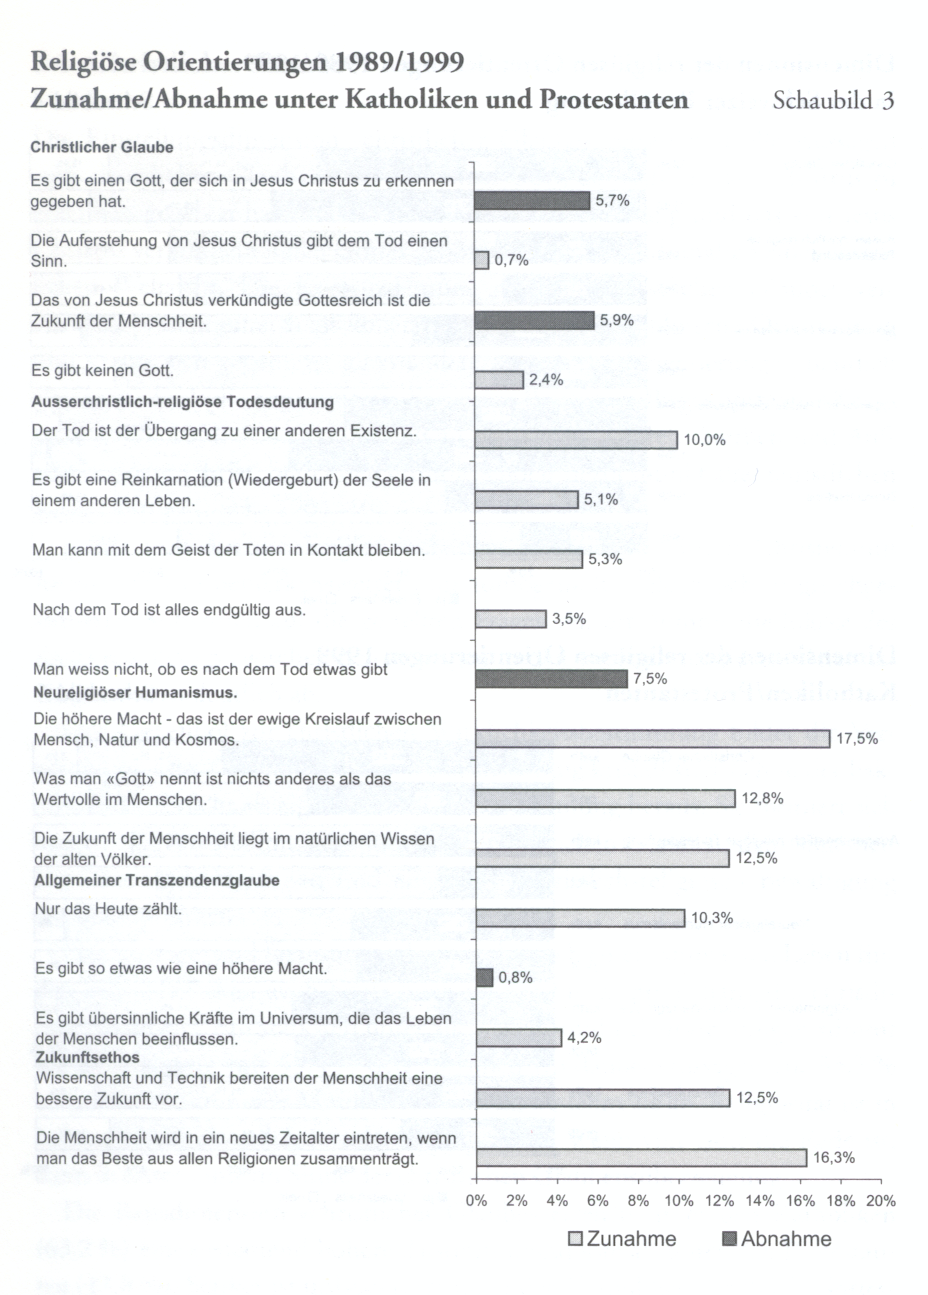 Religiöse Orientierungen 1989/1999
Zunahme/Abnahme unter Katholiken und Protestanten Schaubild 3
Christlicher Glaube
Es gibt einen Gott, der sich in Jesus Christus zu erkennen
gegeben hat.
5,7%
Die Auferstehung von Jesus Christus gibt dem Tod einen
Sinn.
0,7%
Das von Jesus Christus verkündigte Gottesreich ist die
Zukunft der Menschheit.
5,9%
Es gibt keinen Gott.
2,4%
Ausserchristlich-religiöse Todesdeutung
Der Tod ist der Übergang zu einer anderen Existenz.
10,0%
Es gibt eine Reinkarnation (Wiedergeburt) der Seele in
einem anderen Leben.
5,1%
Man kann mit dem Geist der Toten in Kontakt bleiben.
5,3%
Nach dem Tod ist alles endgültig aus.
3,5%
Man weiss nicht, ob es nach dem Tod etwas gibt
7,5%
Neureligiöser Humanismus.
Die höhere Macht - das ist der ewige Kreislauf zwischen
Mensch, Natur und Kosmos.
17,5%
Was man «Gott» nennt ist nichts anderes als das
Wertvolle im Menschen.
12,8%
Die Zukunft der Menschheit liegt im natürlichen Wissen
der alten Völker.
12,5%
Allgemeiner Transzendenzglaube
Nur das Heute zählt.
10,3%
Es gibt so etwas wie eine höhere Macht.
0,8%
Es gibt übersinnliche Kräfte im Universum, die das Leben
der Menschen beeinflussen.
4,2%
Zukunftsethos
Wissenschaft und Technik bereiten der Menschheit eine
bessere Zukunft vor.
12,5%
Die Menschheit wird in ein neues Zeitalter eintreten, wenn
man das Beste aus allen Religionen zusammenträgt.
16,3%
0% 2% 4% 6% 8% 10% 12% 14% 16% 18% 20%
Zunahme Abnahme